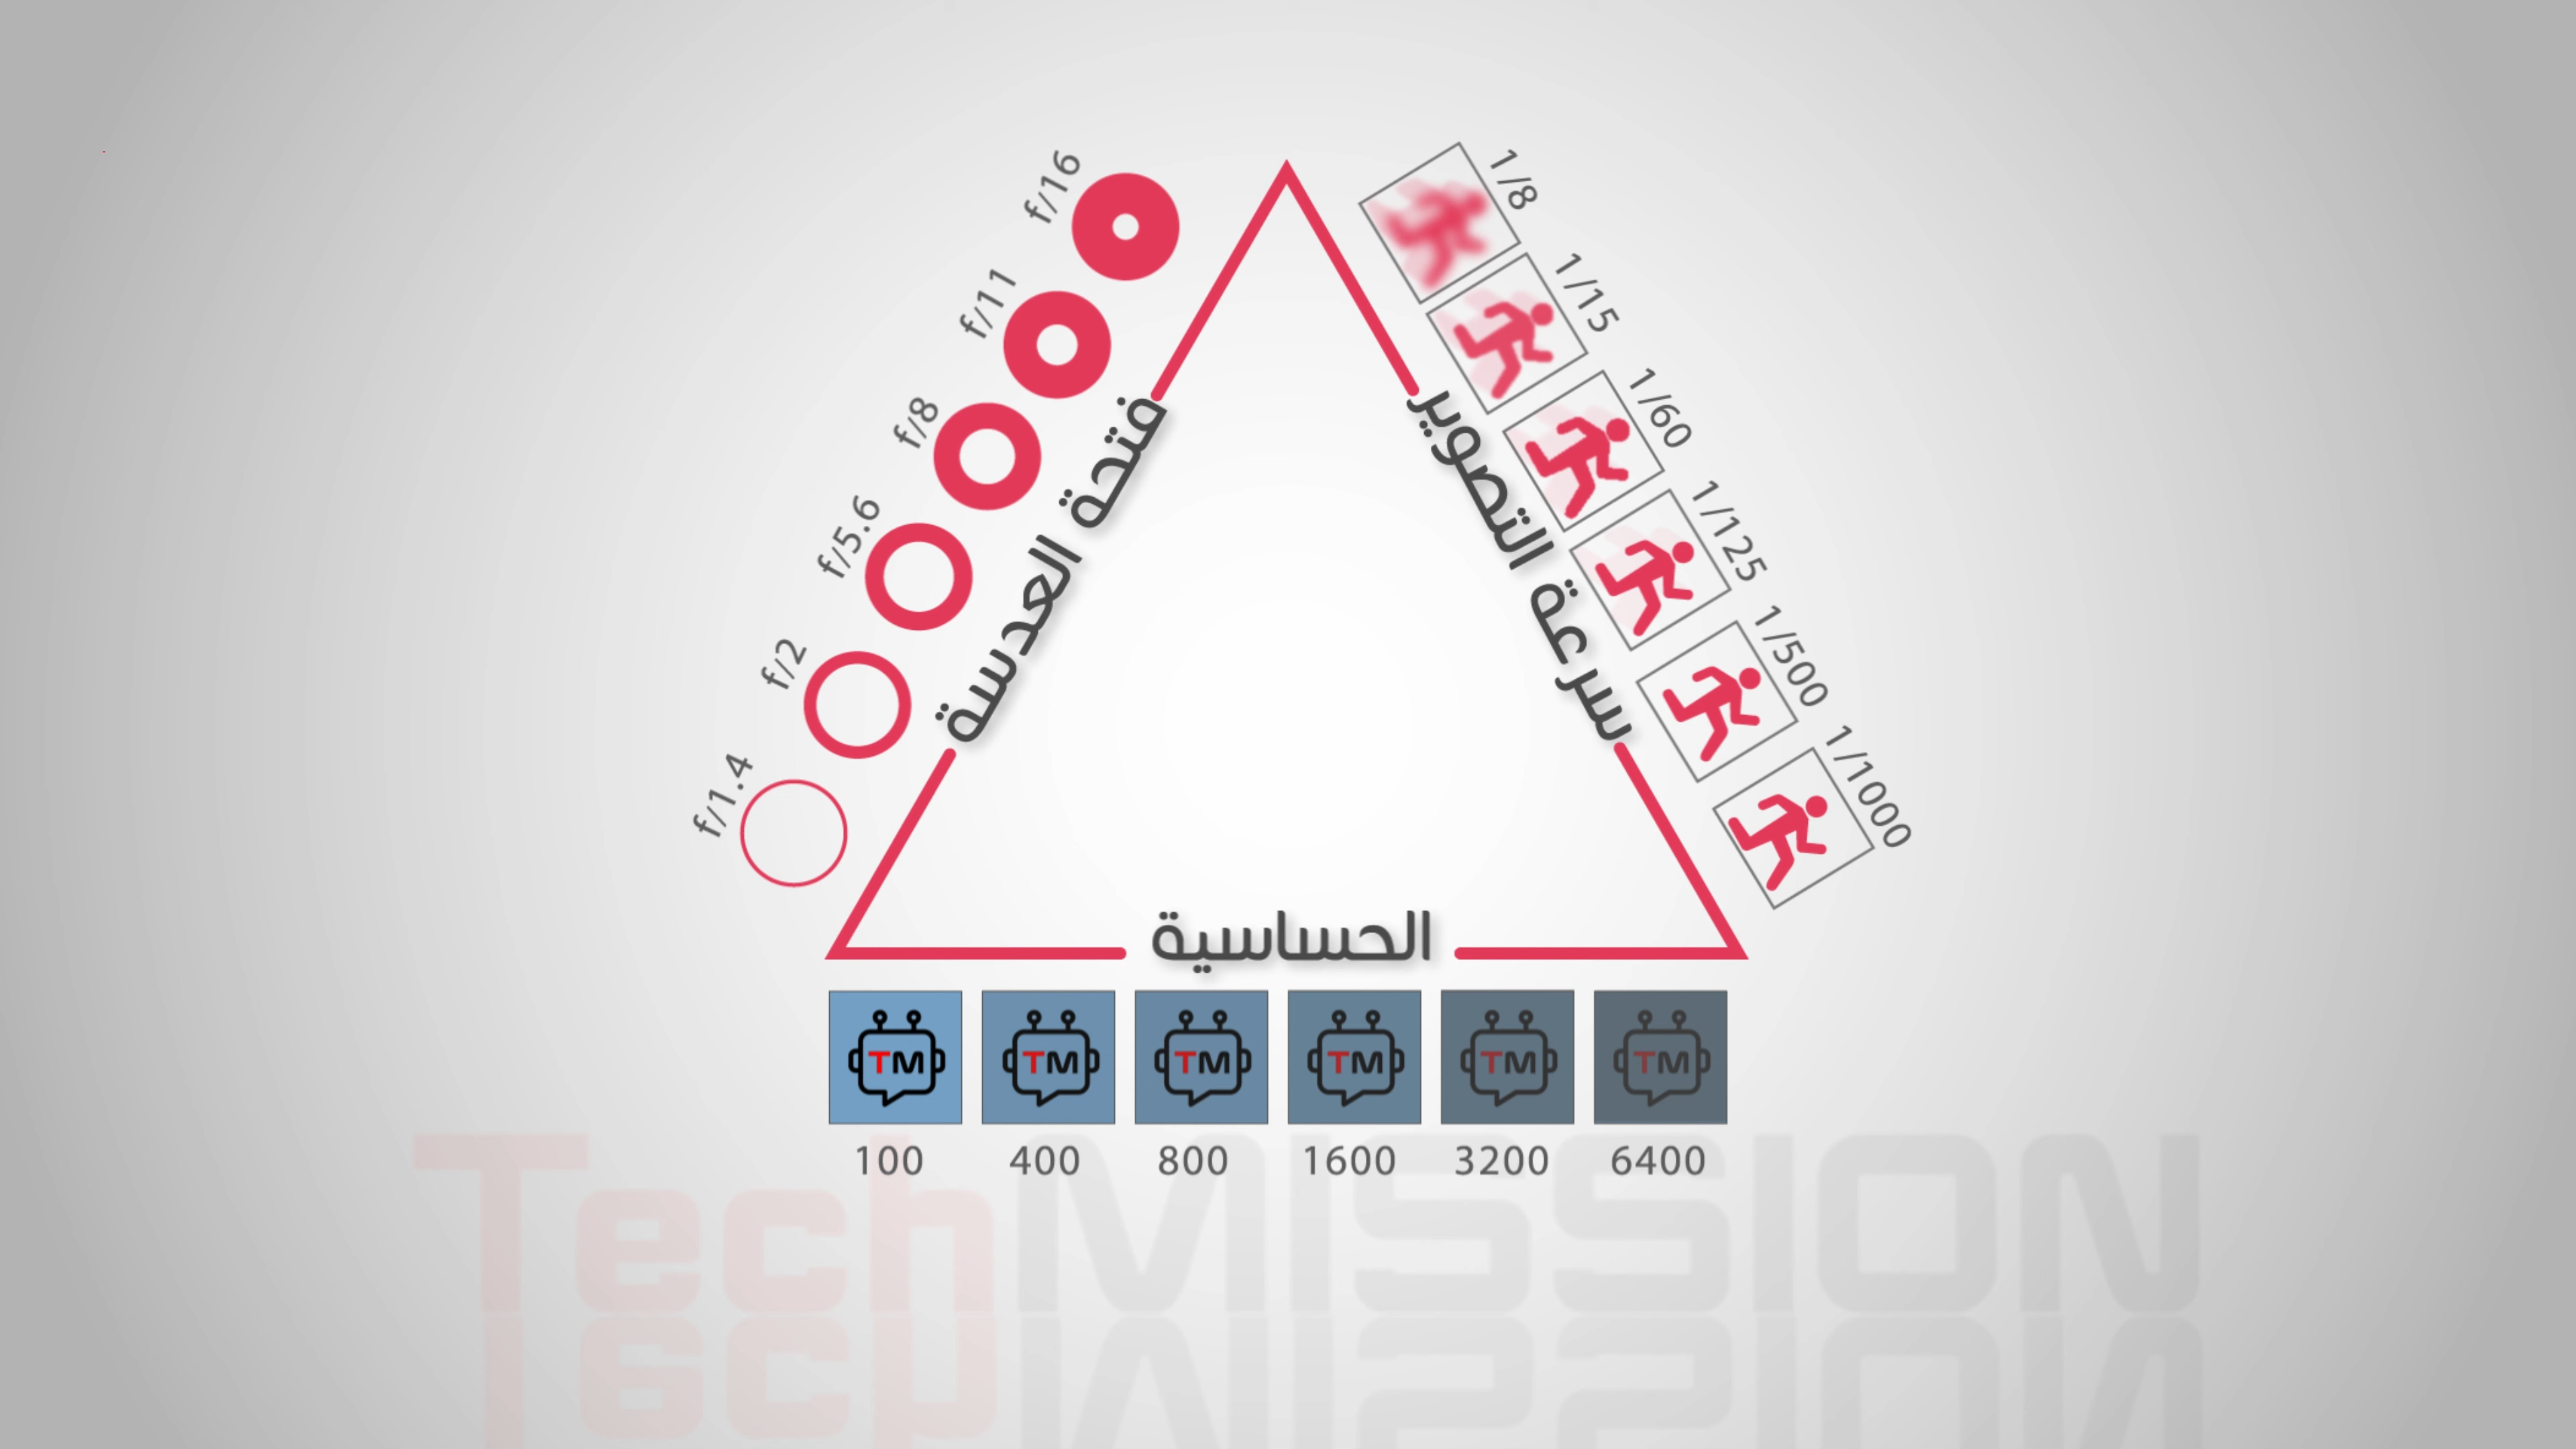 f/16
f/11
f/8
f/5.6
f/2
f/1.4
فتحة العدسة
1/8
1/15
1/60
1/125
1/500
1/1000
سرعة التصوير
الحساسية
TM TM TM TM TM TM
100 400 800 1600 3200 6400
TechMISSION